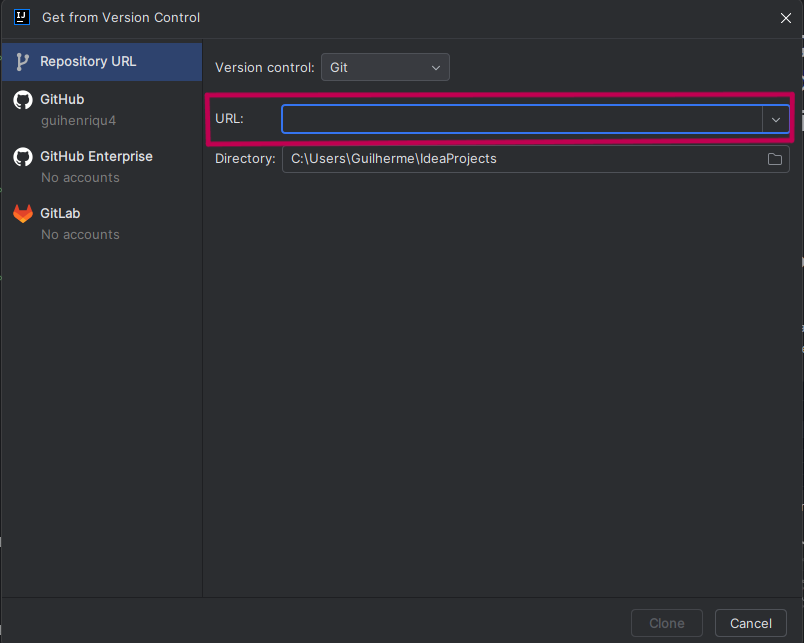 Get from Version Control
Repository URL
GitHub
guihenriqu4
GitHub Enterprise
No accounts
GitLab
No accounts
Version control: Git
URL:
Directory: C:\Users\Guilherme\IdeaProjects
Clone Cancel